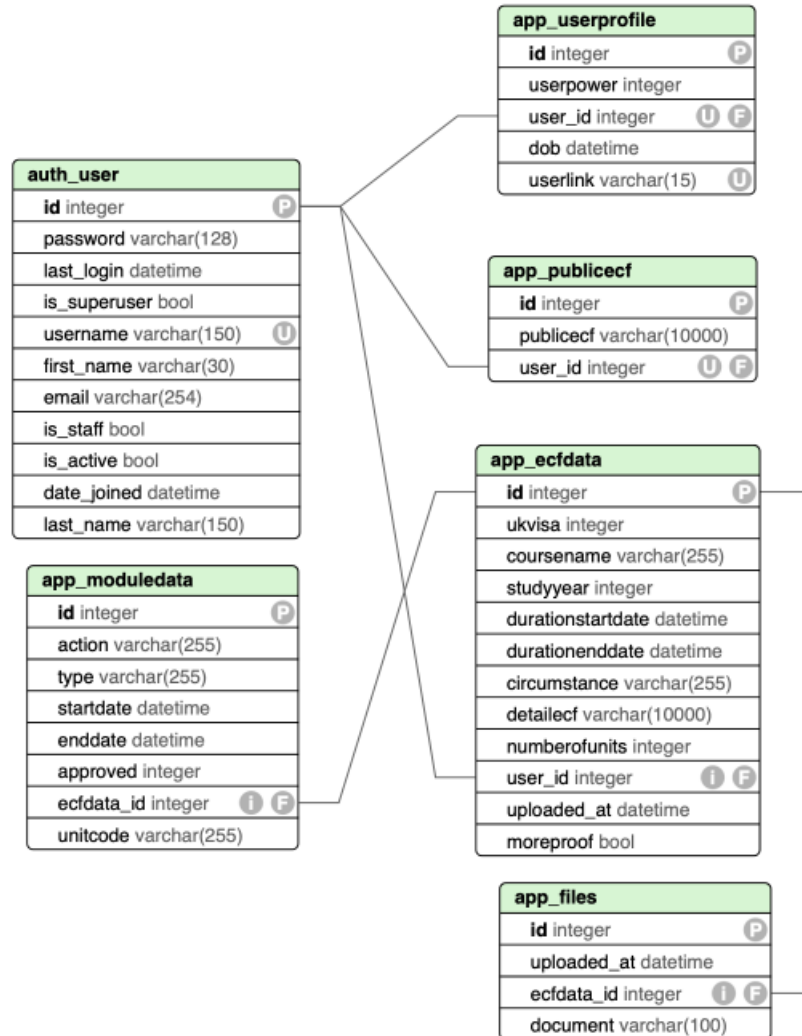 app_userprofile
id integer P
userpower integer
user_id integer U F
dob datetime
userlink varchar(15) U
auth_user
id integer P
password varchar(128)
last_login datetime
is_superuser bool
username varchar(150) U
first_name varchar(30)
email varchar(254)
is_staff bool
is_active bool
date_joined datetime
last_name varchar(150)
app_publicecf
id integer P
publicecf varchar(10000)
user_id integer U F
app_ecfdata
id integer P
ukvisa integer
coursename varchar(255)
studyyear integer
durationstartdate datetime
durationenddate datetime
circumstance varchar(255)
detailecf varchar(10000)
numberofunits integer
user_id integer i F
uploaded_at datetime
moreproof bool
app_moduledata
id integer P
action varchar(255)
type varchar(255)
startdate datetime
enddate datetime
approved integer
ecfdata_id integer i F
unitcode varchar(255)
app_files
id integer P
uploaded_at datetime
ecfdata_id integer i F
document varchar(100)